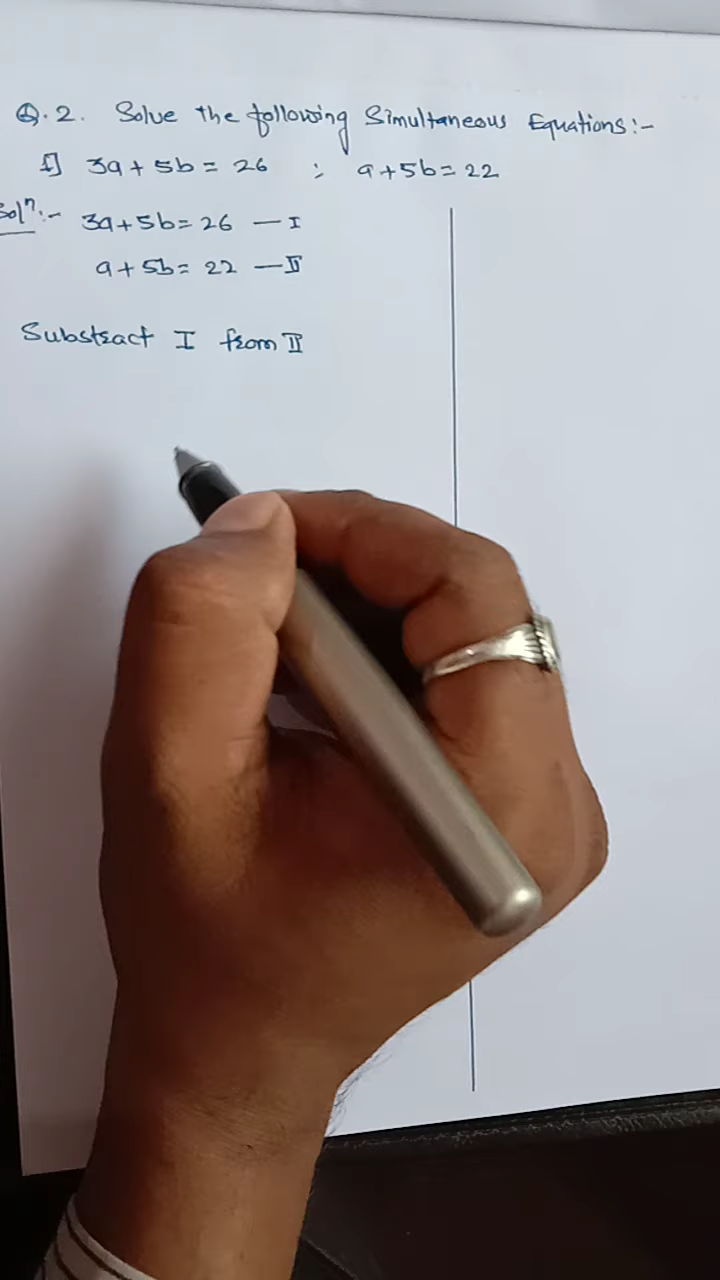 Q.2. Solve the following Simultaneous Equations:-
I] 3a + 5b = 26 ; a + 5b = 22
Solⁿ:- 3a + 5b = 26 — I
a + 5b = 22 — II
Substract I from II